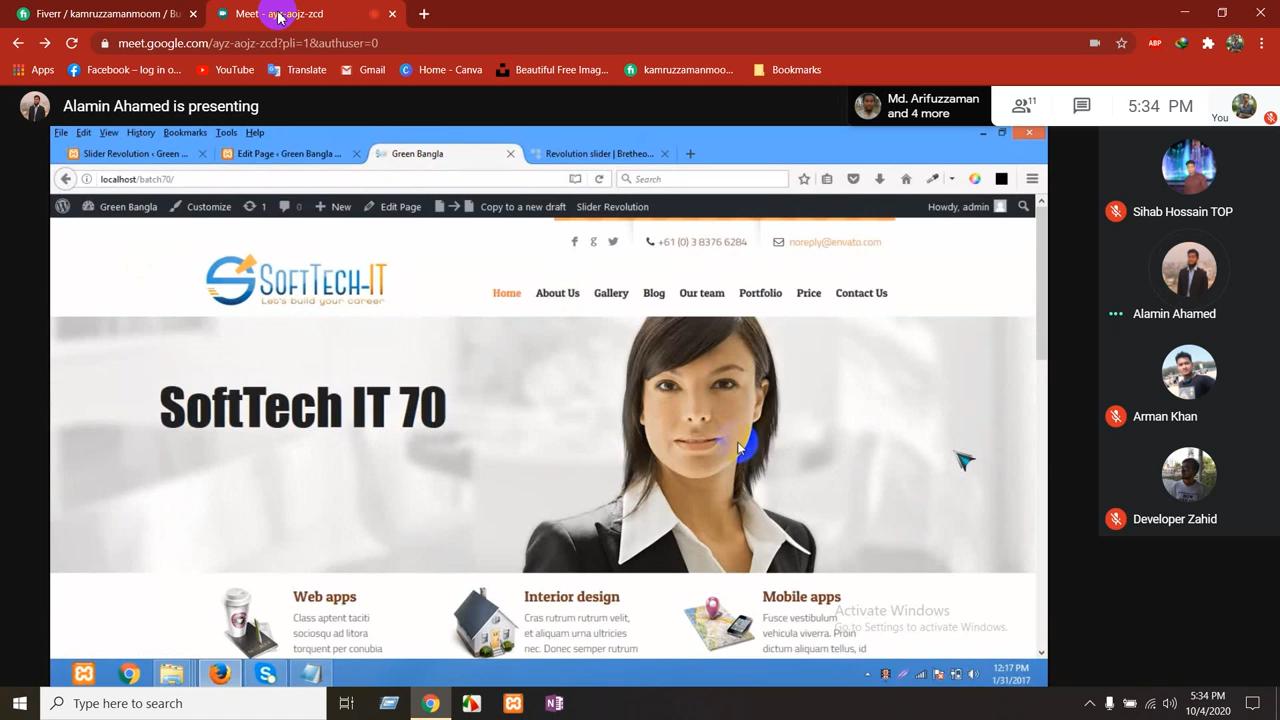 Fiverr / kamruzzamanmoom / Bu
Meet - ayz-aojz-zcd
meet.google.com/ayz-aojz-zcd?pli=1&authuser=0
Apps
Facebook – log in o...
YouTube
Translate
Gmail
Home - Canva
Beautiful Free Imag...
kamruzzamanmoo...
Bookmarks
Alamin Ahamed is presenting
Md. Arifuzzaman
and 4 more
11
5:34 PM
You
File Edit View History Bookmarks Tools Help
Slider Revolution ‹ Green ...
Edit Page ‹ Green Bangla ...
Green Bangla
Revolution slider | Bretheo...
localhost/batch70/
Search
Green Bangla
Customize
1
0
New
Edit Page
Copy to a new draft
Slider Revolution
Howdy, admin
+61 (0) 3 8376 6284
noreply@envato.com
SOFTTECH-IT
Let's build your career
Home About Us Gallery Blog Our team Portfolio Price Contact Us
SoftTech IT 70
Web apps
Class aptent taciti
sociosqu ad litora
torquent per conubia
Interior design
Cras rutrum rutrum velit,
et aliquam urna ultricies
nec. Donec semper rutrum
Mobile apps
Fusce vestibulum
vehicula viverra. Proin
mattis aliquam tellus, id
Activate Windows
Go to Settings to activate Windows.
12:17 PM
1/31/2017
Sihab Hossain TOP
Alamin Ahamed
Arman Khan
Developer Zahid
Type here to search
5:34 PM
10/4/2020